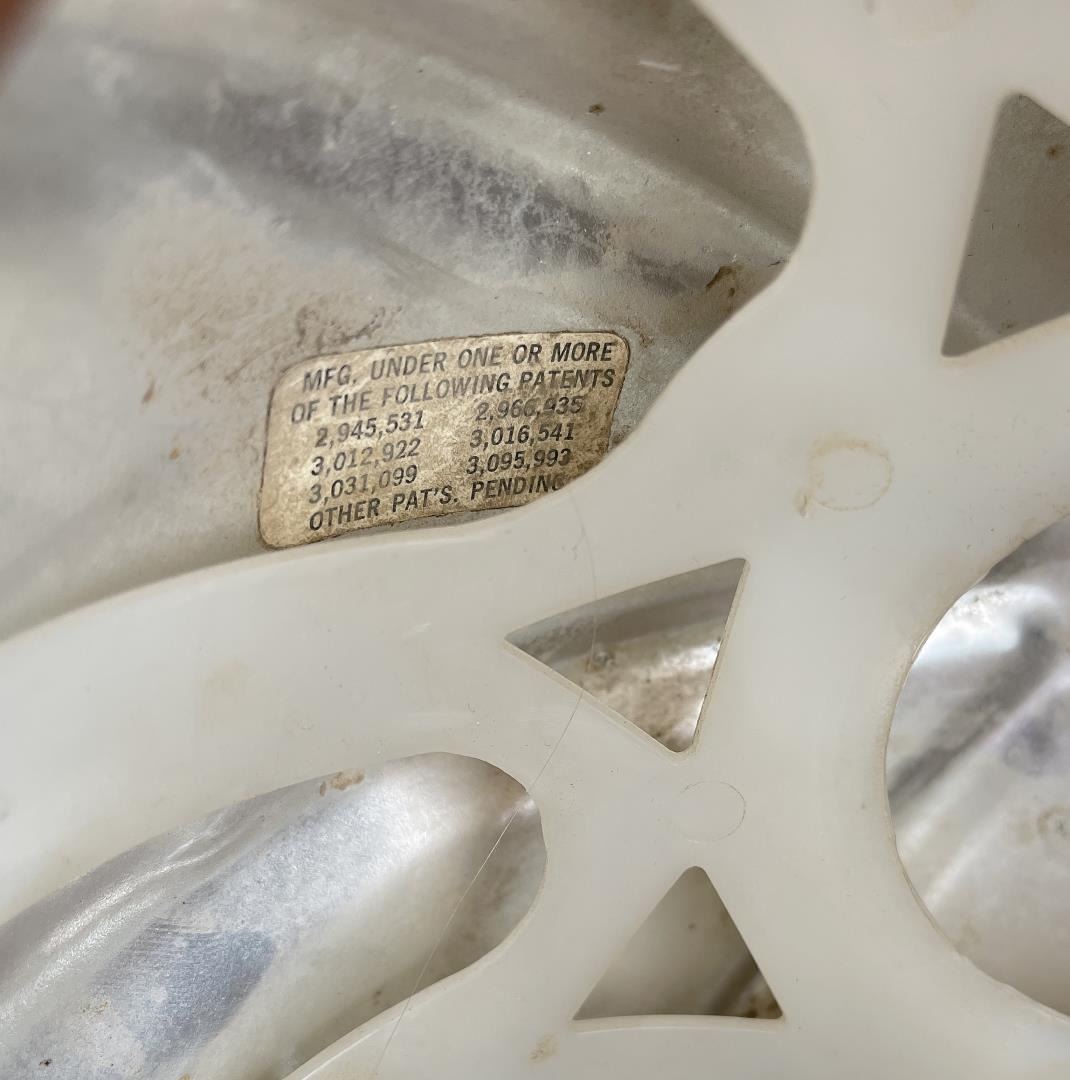 MFG. UNDER ONE OR MORE
OF THE FOLLOWING PATENTS
2,945,531 2,966,935
3,012,922 3,016,541
3,031,099 3,095,993
OTHER PAT'S. PENDING